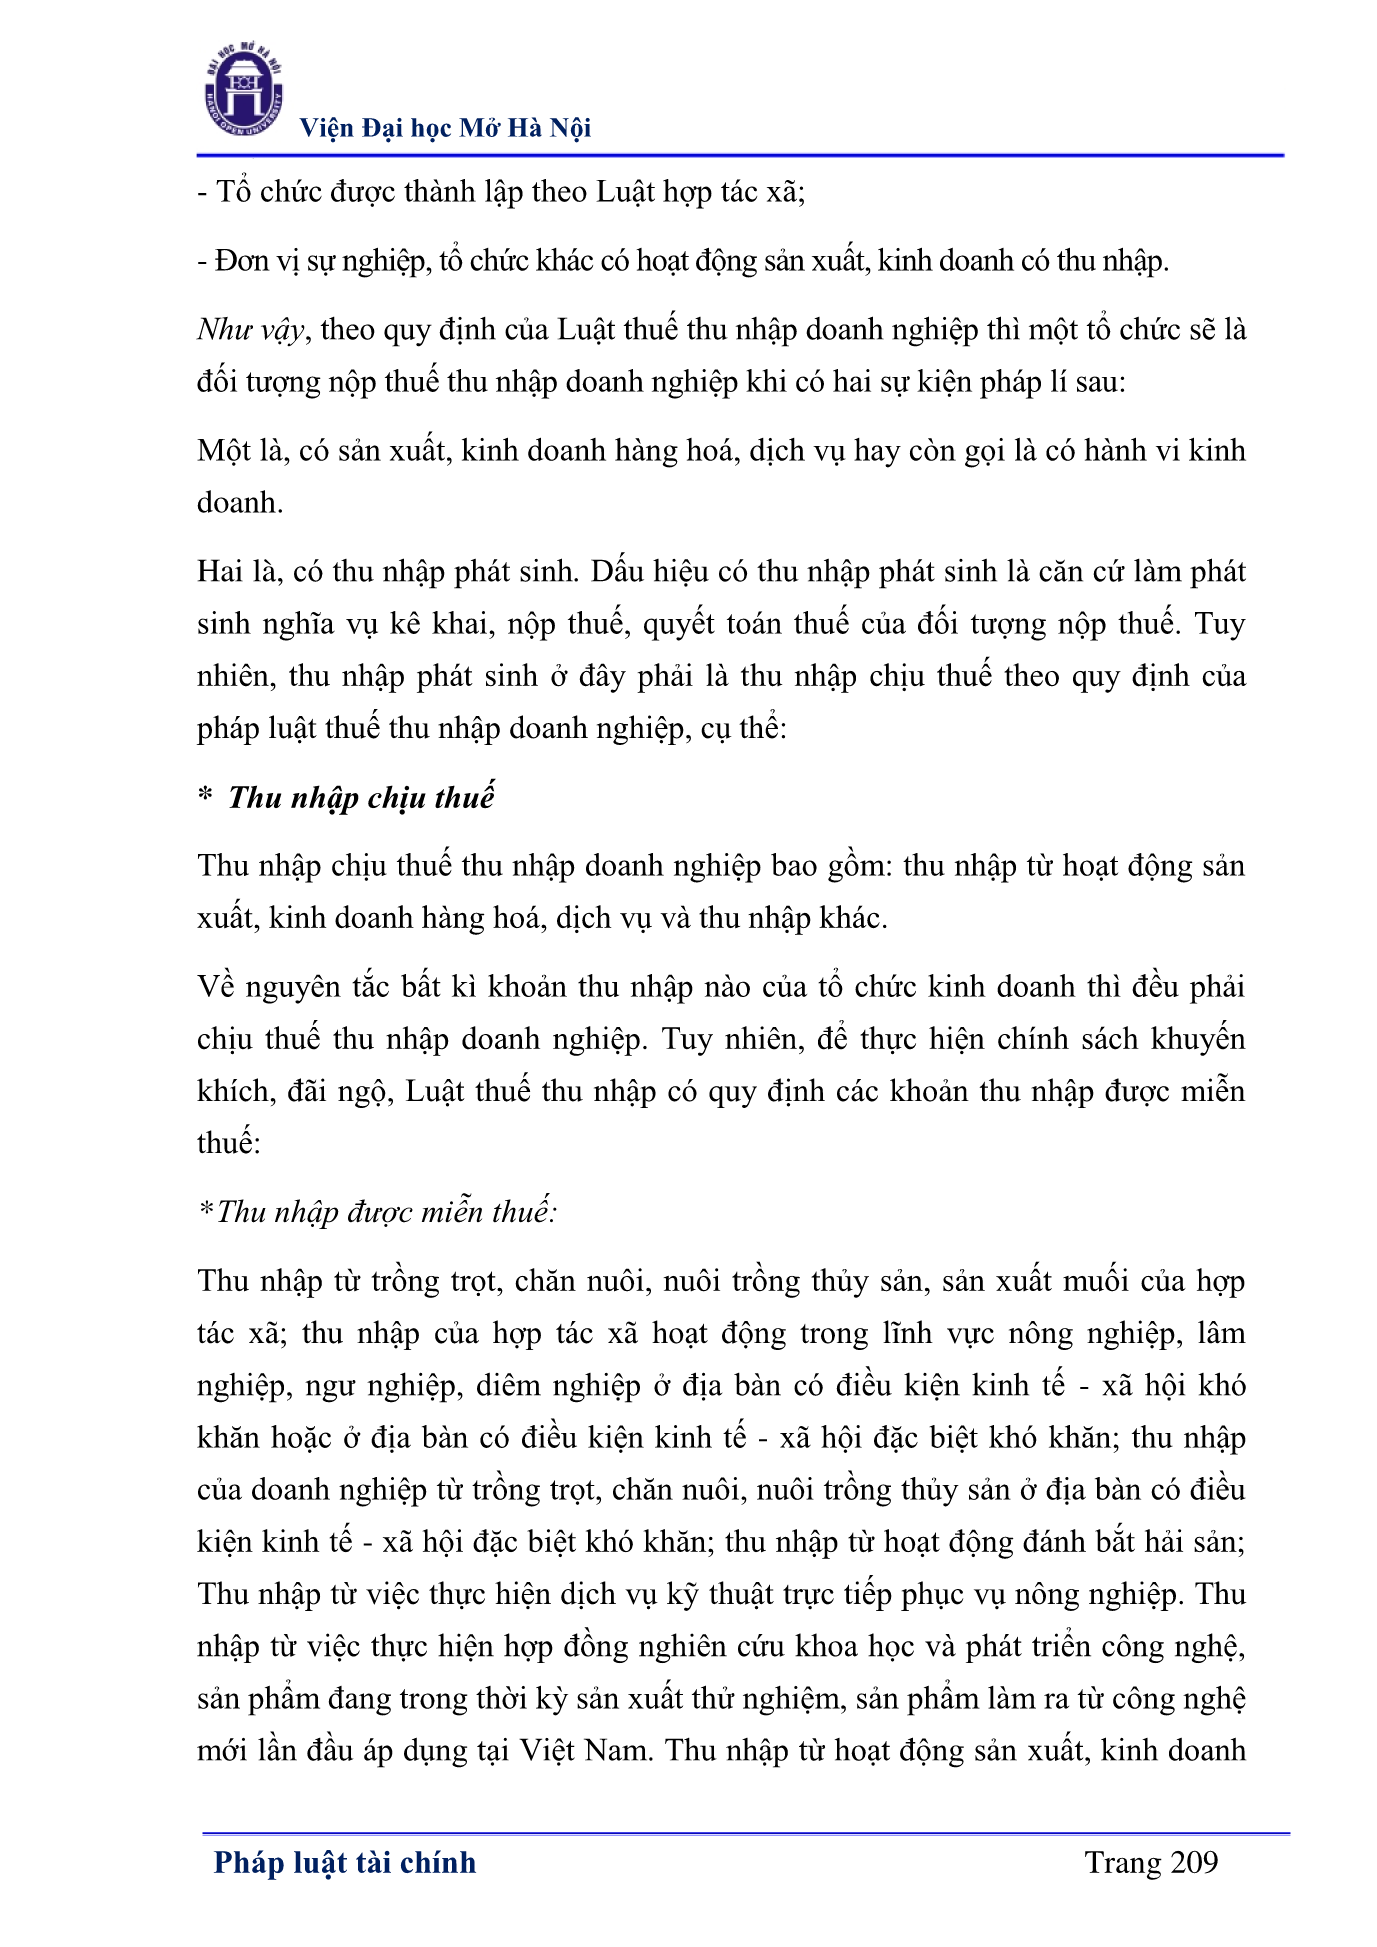 ĐẠI HỌC MỞ HÀ NỘI
HANOI OPEN UNIVERSITY
Viện Đại học Mở Hà Nội
- Tổ chức được thành lập theo Luật hợp tác xã;
- Đơn vị sự nghiệp, tổ chức khác có hoạt động sản xuất, kinh doanh có thu nhập.
Như vậy, theo quy định của Luật thuế thu nhập doanh nghiệp thì một tổ chức sẽ là
đối tượng nộp thuế thu nhập doanh nghiệp khi có hai sự kiện pháp lí sau:
Một là, có sản xuất, kinh doanh hàng hoá, dịch vụ hay còn gọi là có hành vi kinh
doanh.
Hai là, có thu nhập phát sinh. Dấu hiệu có thu nhập phát sinh là căn cứ làm phát
sinh nghĩa vụ kê khai, nộp thuế, quyết toán thuế của đối tượng nộp thuế. Tuy
nhiên, thu nhập phát sinh ở đây phải là thu nhập chịu thuế theo quy định của
pháp luật thuế thu nhập doanh nghiệp, cụ thể:
* Thu nhập chịu thuế
Thu nhập chịu thuế thu nhập doanh nghiệp bao gồm: thu nhập từ hoạt động sản
xuất, kinh doanh hàng hoá, dịch vụ và thu nhập khác.
Về nguyên tắc bất kì khoản thu nhập nào của tổ chức kinh doanh thì đều phải
chịu thuế thu nhập doanh nghiệp. Tuy nhiên, để thực hiện chính sách khuyến
khích, đãi ngộ, Luật thuế thu nhập có quy định các khoản thu nhập được miễn
thuế:
*Thu nhập được miễn thuế:
Thu nhập từ trồng trọt, chăn nuôi, nuôi trồng thủy sản, sản xuất muối của hợp
tác xã; thu nhập của hợp tác xã hoạt động trong lĩnh vực nông nghiệp, lâm
nghiệp, ngư nghiệp, diêm nghiệp ở địa bàn có điều kiện kinh tế - xã hội khó
khăn hoặc ở địa bàn có điều kiện kinh tế - xã hội đặc biệt khó khăn; thu nhập
của doanh nghiệp từ trồng trọt, chăn nuôi, nuôi trồng thủy sản ở địa bàn có điều
kiện kinh tế - xã hội đặc biệt khó khăn; thu nhập từ hoạt động đánh bắt hải sản;
Thu nhập từ việc thực hiện dịch vụ kỹ thuật trực tiếp phục vụ nông nghiệp. Thu
nhập từ việc thực hiện hợp đồng nghiên cứu khoa học và phát triển công nghệ,
sản phẩm đang trong thời kỳ sản xuất thử nghiệm, sản phẩm làm ra từ công nghệ
mới lần đầu áp dụng tại Việt Nam. Thu nhập từ hoạt động sản xuất, kinh doanh
Pháp luật tài chính Trang 209